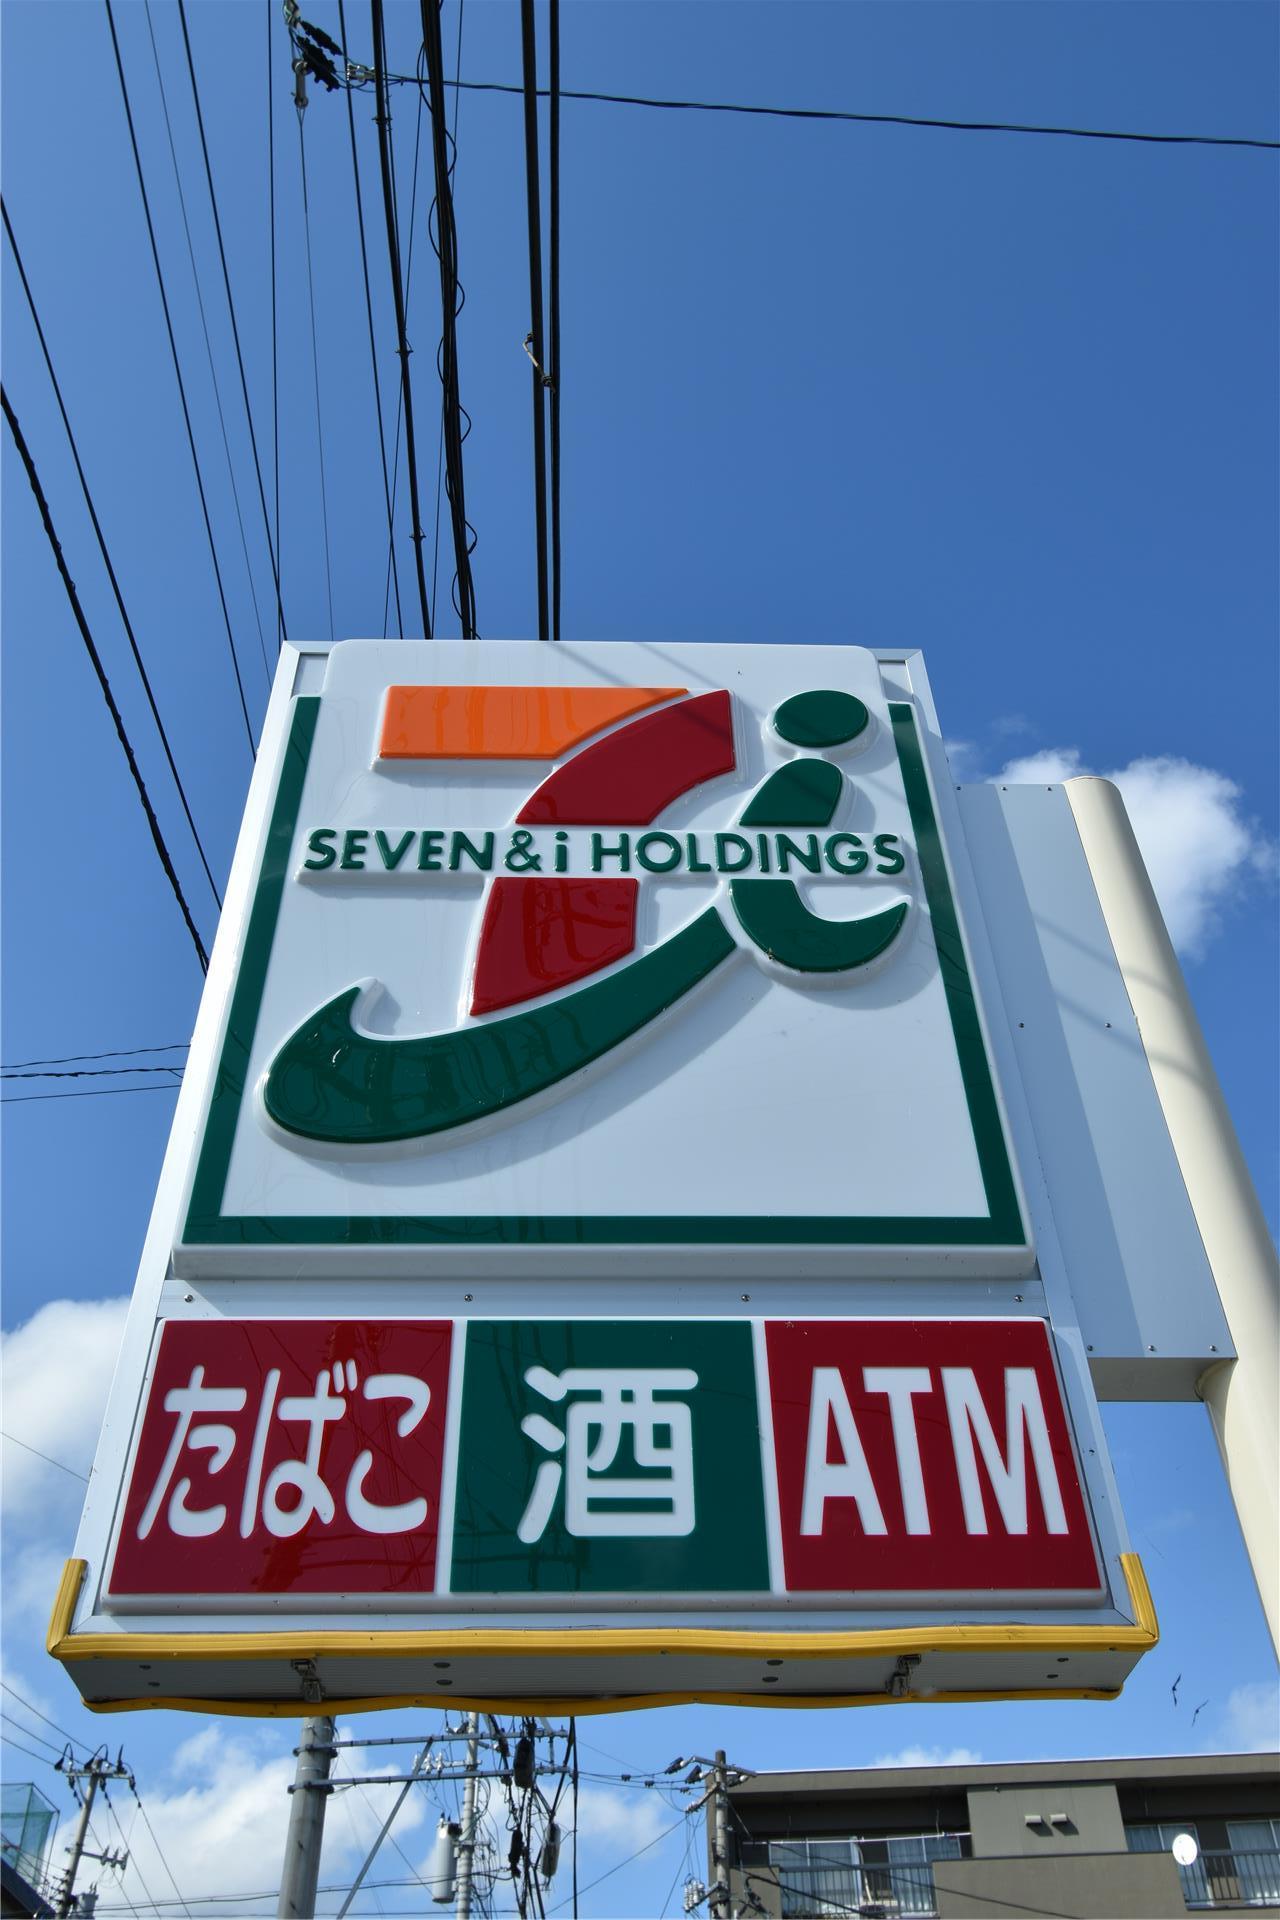 SEVEN & i HOLDINGS
たばこ 酒 ATM